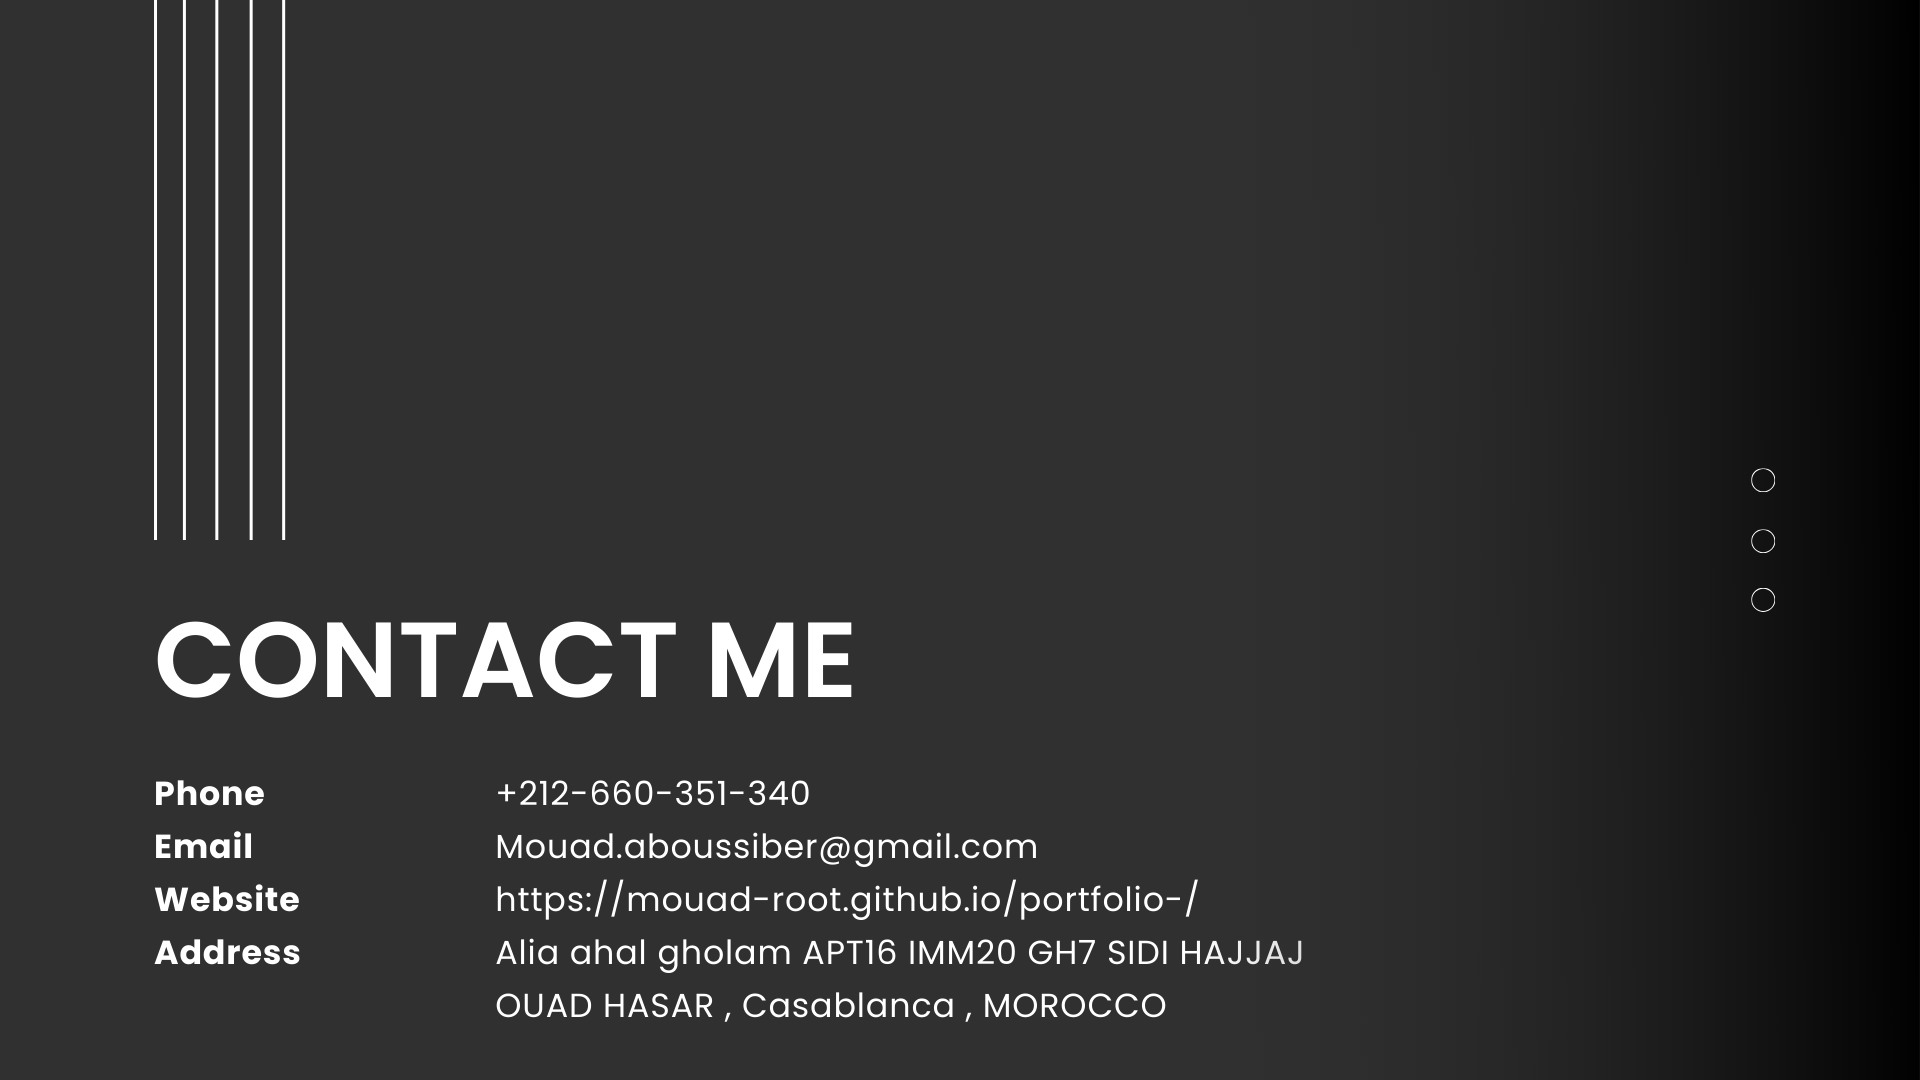 CONTACT ME
Phone +212-660-351-340
Email Mouad.aboussiber@gmail.com
Website https://mouad-root.github.io/portfolio-/
Address Alia ahal gholam APT16 IMM20 GH7 SIDI HAJJAJ
OUAD HASAR , Casablanca , MOROCCO